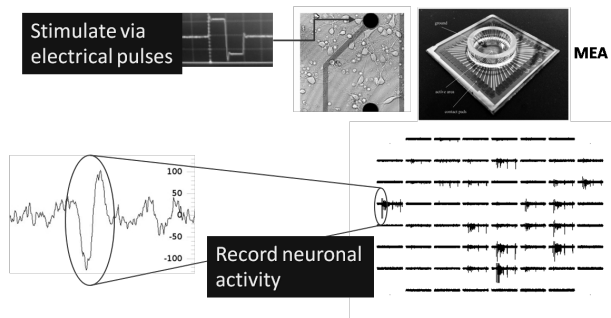 Stimulate via
electrical pulses
ground
active area
contact pads
MEA
100
50
0
-50
-100
Record neuronal
activity